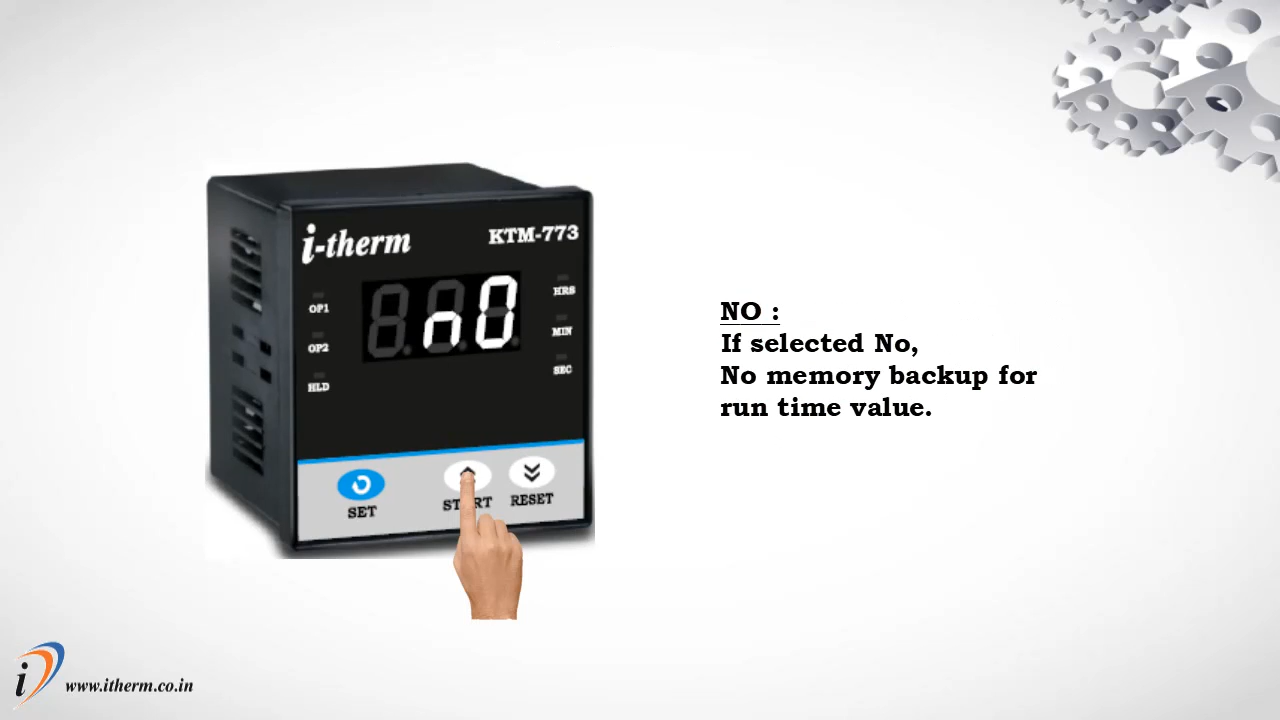 i-therm
KTM-773
n0
OP1
HRS
OP2
MIN
HLD
SEC
SET
START
RESET
NO :
If selected No,
No memory backup for
run time value.
i
www.itherm.co.in